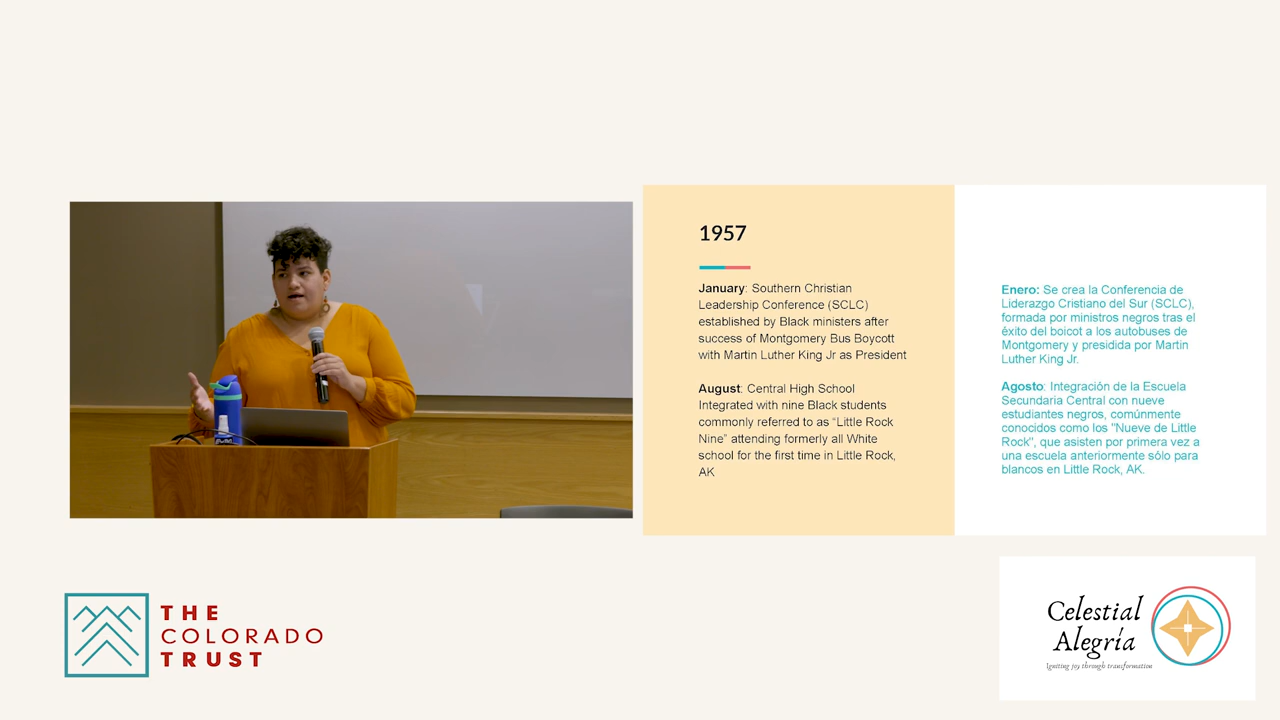 1957
January: Southern Christian
Leadership Conference (SCLC)
established by Black ministers after
success of Montgomery Bus Boycott
with Martin Luther King Jr as President
August: Central High School
Integrated with nine Black students
commonly referred to as “Little Rock
Nine” attending formerly all White
school for the first time in Little Rock,
AK
Enero: Se crea la Conferencia de
Liderazgo Cristiano del Sur (SCLC),
formada por ministros negros tras el
éxito del boicot a los autobuses de
Montgomery y presidida por Martin
Luther King Jr.
Agosto: Integración de la Escuela
Secundaria Central con nueve
estudiantes negros, comúnmente
conocidos como los "Nueve de Little
Rock", que asisten por primera vez a
una escuela anteriormente sólo para
blancos en Little Rock, AK.
THE
COLORADO
TRUST
Celestial
Alegría
Igniting joy through transformation